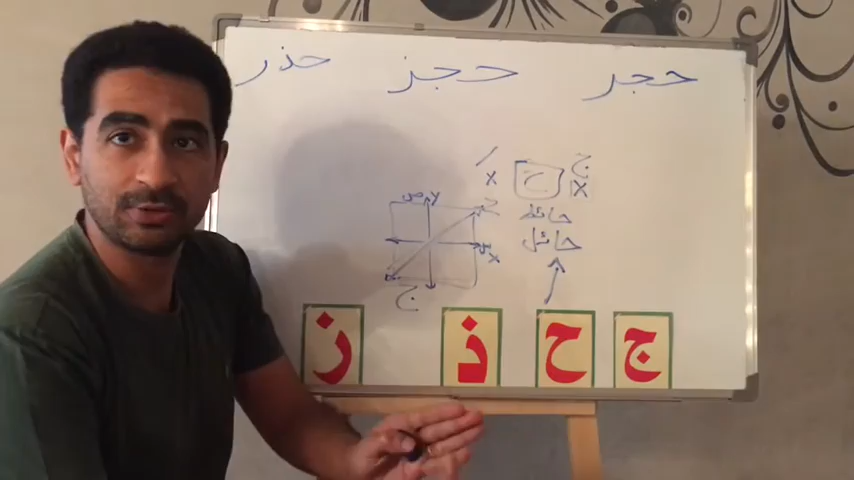 حجر حجز حذر
خ ح /
x x
حائط
ص y ح
حائل
س x
ج
ج ح ذ ز